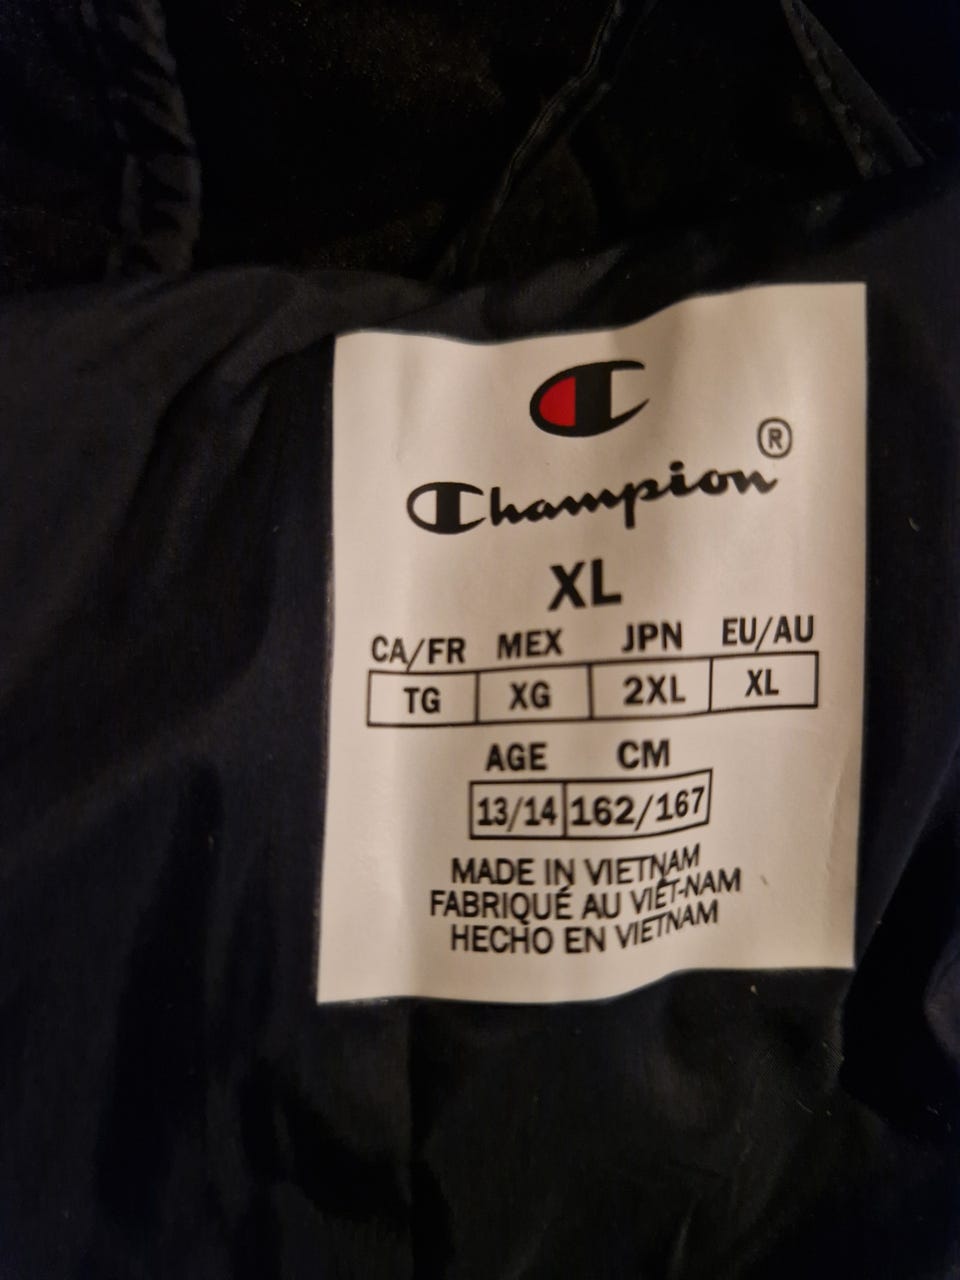 Champion®
XL
CA/FR MEX JPN EU/AU
TG XG 2XL XL
AGE CM
13/14 162/167
MADE IN VIETNAM
FABRIQUÉ AU VIÊT-NAM
HECHO EN VIETNAM